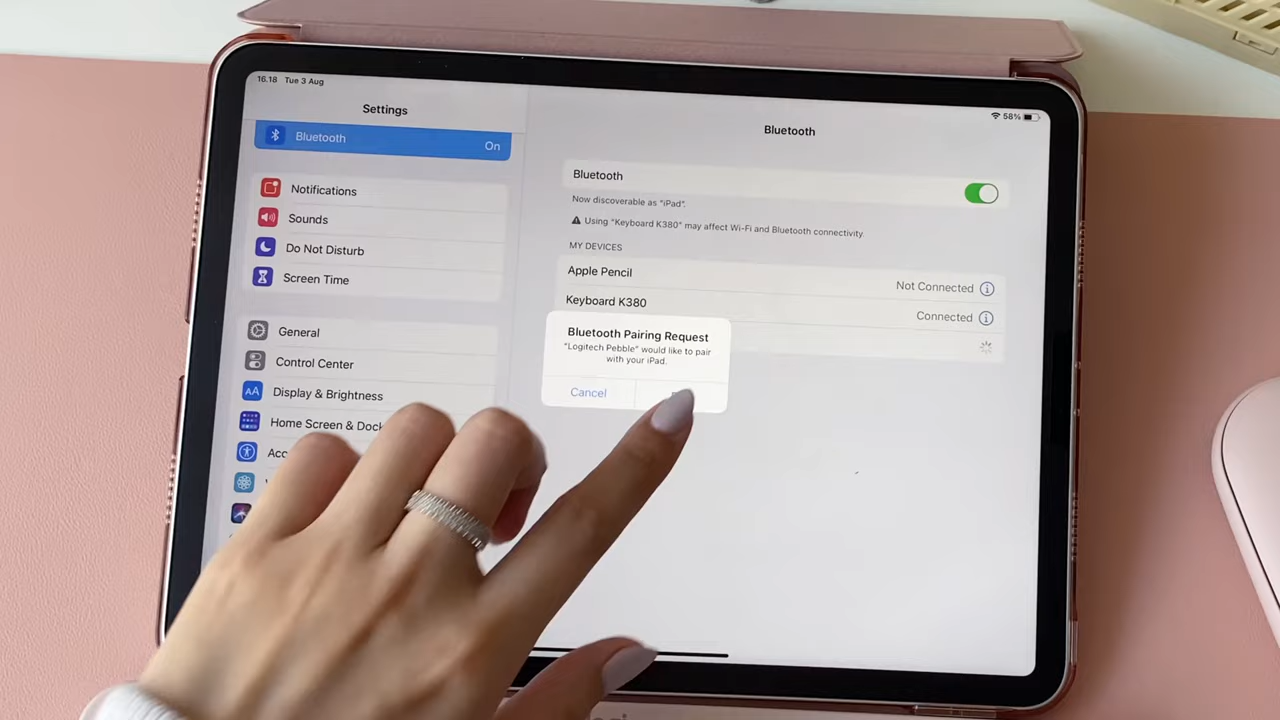 16.18 Tue 3 Aug
58%
Settings
Bluetooth On
Notifications
Sounds
Do Not Disturb
Screen Time
General
Control Center
Display & Brightness
Home Screen & Dock
Bluetooth
Bluetooth
Now discoverable as "iPad".
Using "Keyboard K380" may affect Wi-Fi and Bluetooth connectivity.
MY DEVICES
Apple Pencil Not Connected
Keyboard K380 Connected
Bluetooth Pairing Request
"Logitech Pebble" would like to pair
with your iPad.
Cancel